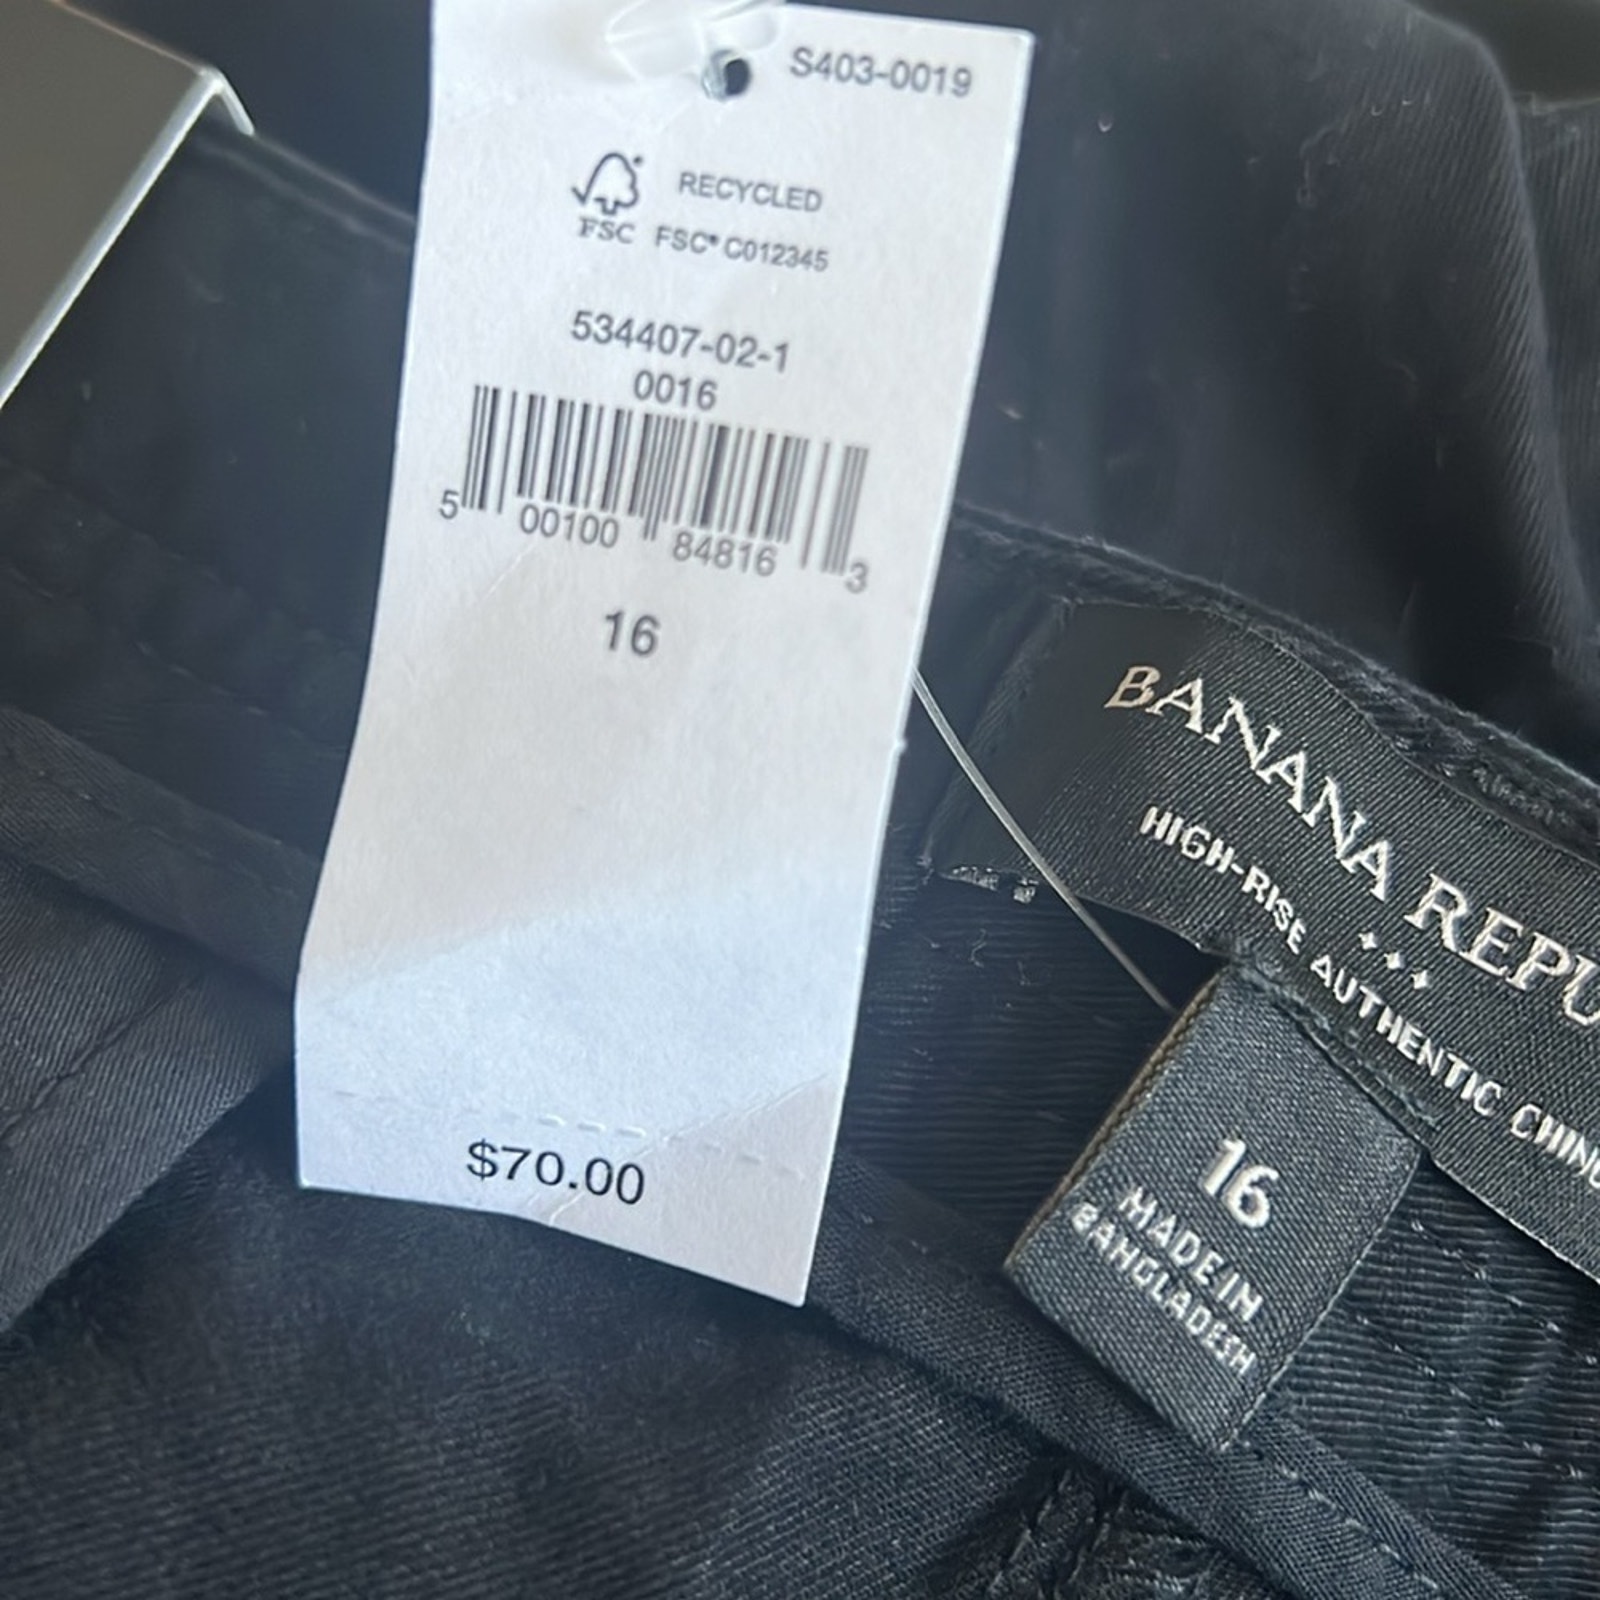 S403-0019
RECYCLED
FSC FSC® C012345
534407-02-1
0016
5 00100 84816 3
16
$70.00
BANANA REPU
HIGH-RISE AUTHENTIC CHINO
16
MADE IN
BANGLADESH